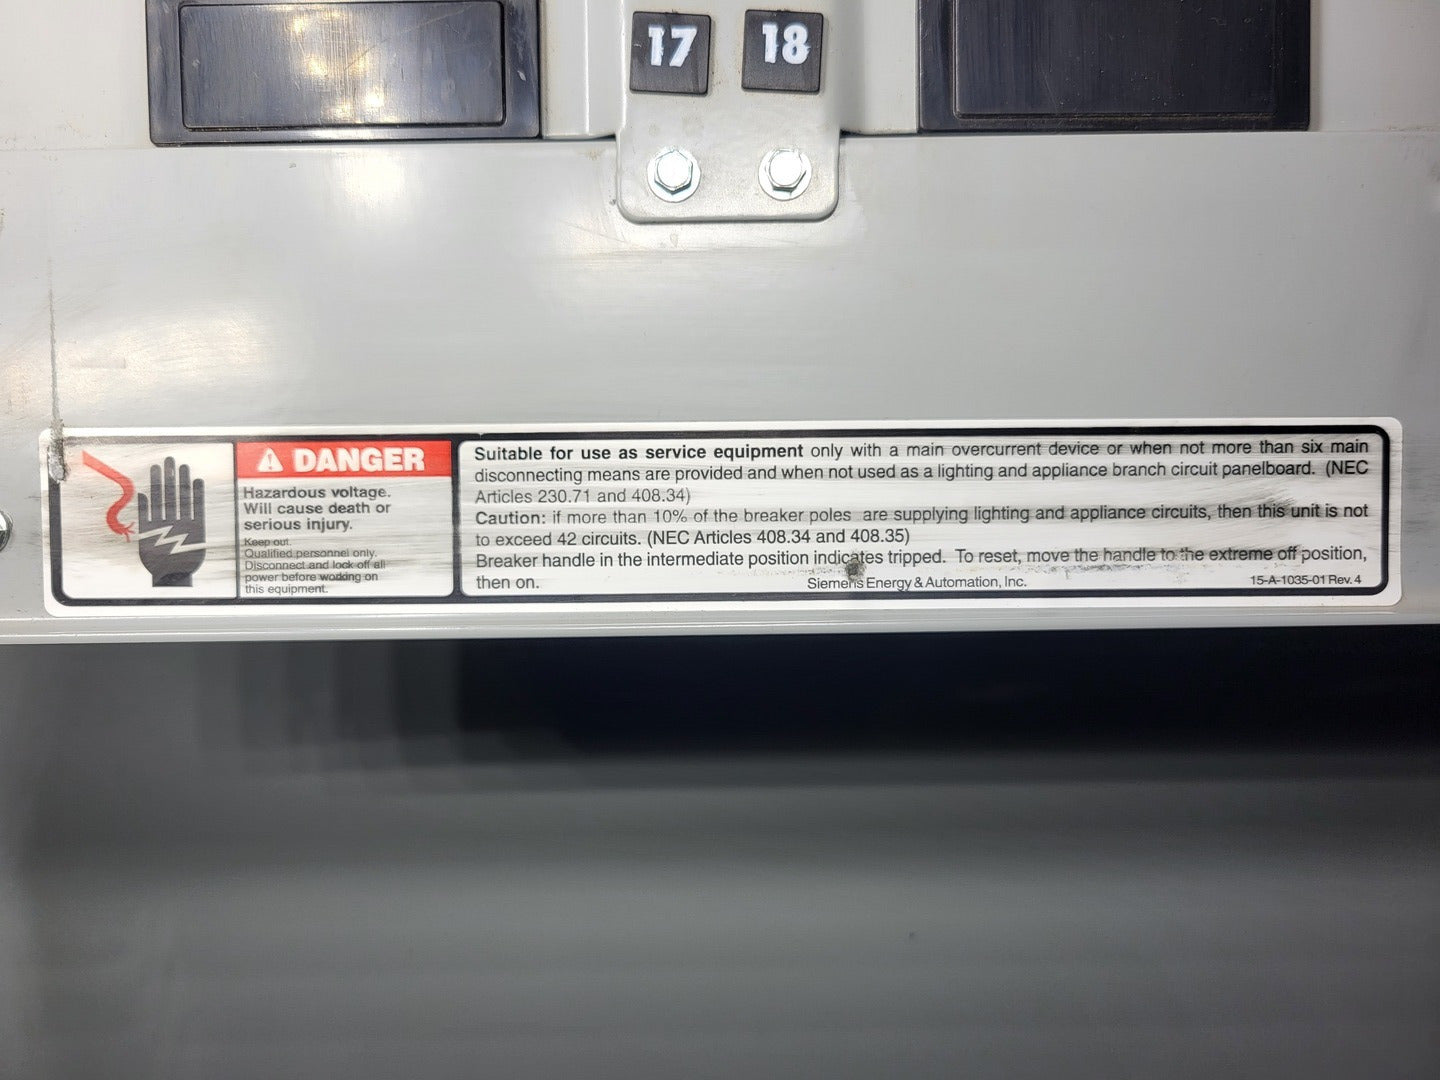 17 18
DANGER
Hazardous voltage.
Will cause death or
serious injury.
Keep out.
Qualified personnel only.
Disconnect and lock off all
power before working on
this equipment.
Suitable for use as service equipment only with a main overcurrent device or when not more than six main
disconnecting means are provided and when not used as a lighting and appliance branch circuit panelboard. (NEC
Articles 230.71 and 408.34)
Caution: if more than 10% of the breaker poles are supplying lighting and appliance circuits, then this unit is not
to exceed 42 circuits. (NEC Articles 408.34 and 408.35)
Breaker handle in the intermediate position indicates tripped. To reset, move the handle to the extreme off position,
then on.
Siemens Energy & Automation, Inc.
15-A-1035-01 Rev. 4